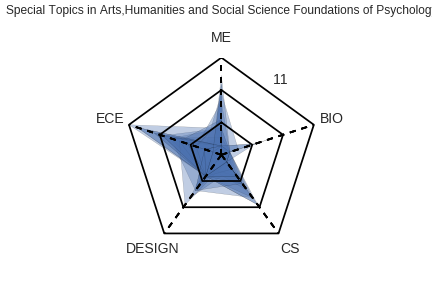 Special Topics in Arts,Humanities and Social Science Foundations of Psycholog
ME
11
ECE
BIO
DESIGN
CS